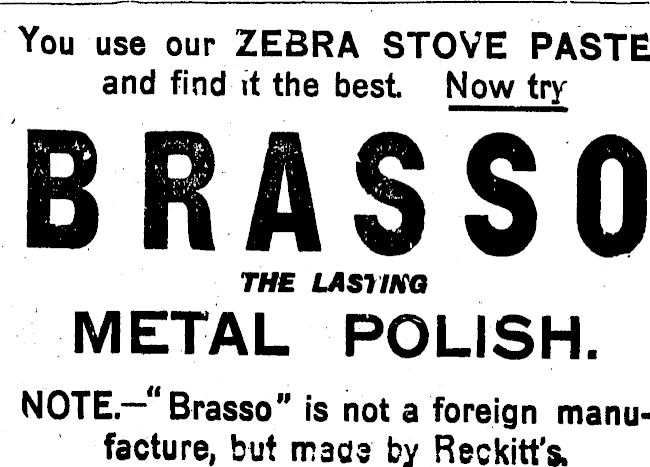 You use our ZEBRA STOVE PASTE
and find it the best. Now try
BRASSO
THE LASTING
METAL POLISH.
NOTE.—"Brasso" is not a foreign manu-
facture, but made by Reckitt's.